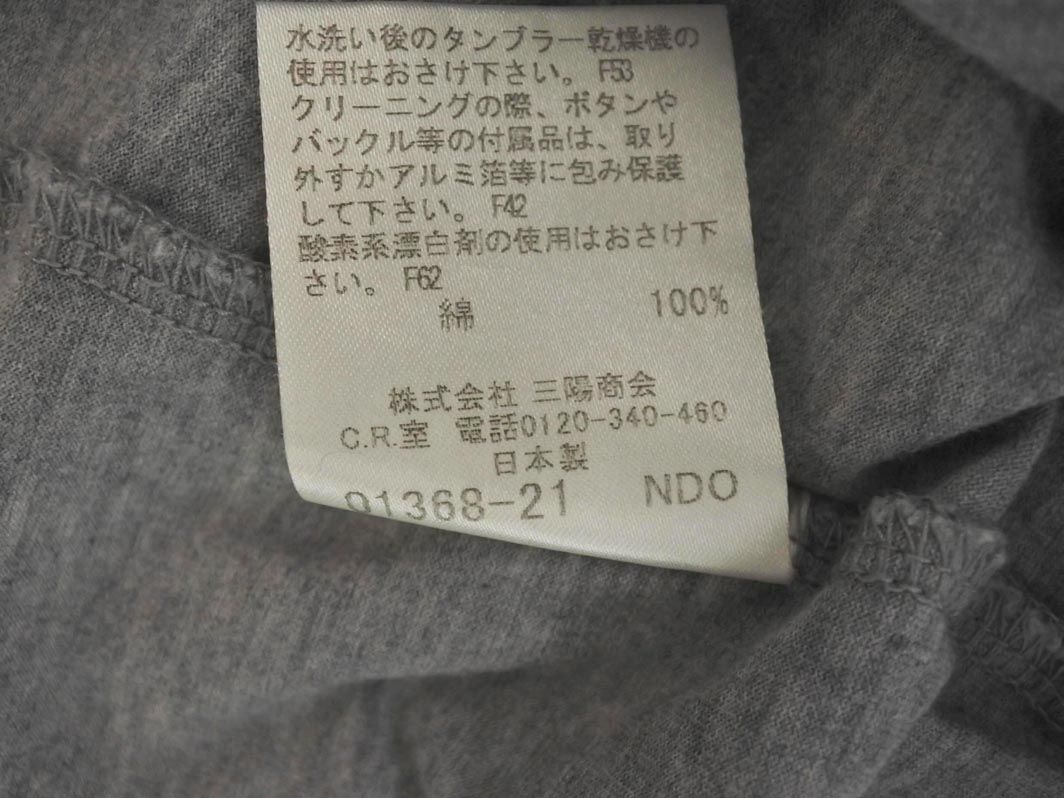 水洗い後のタンブラー乾燥機の
使用はおさけ下さい。 F53
クリーニングの際、ボタンや
バックル等の付属品は、取り
外すかアルミ箔等に包み保護
して下さい。 F42
酸素系漂白剤の使用はおさけ下
さい。 F62
綿 100%
株式会社 三陽商会
C.R.室 電話0120-340-460
日本製
91368-21 NDO